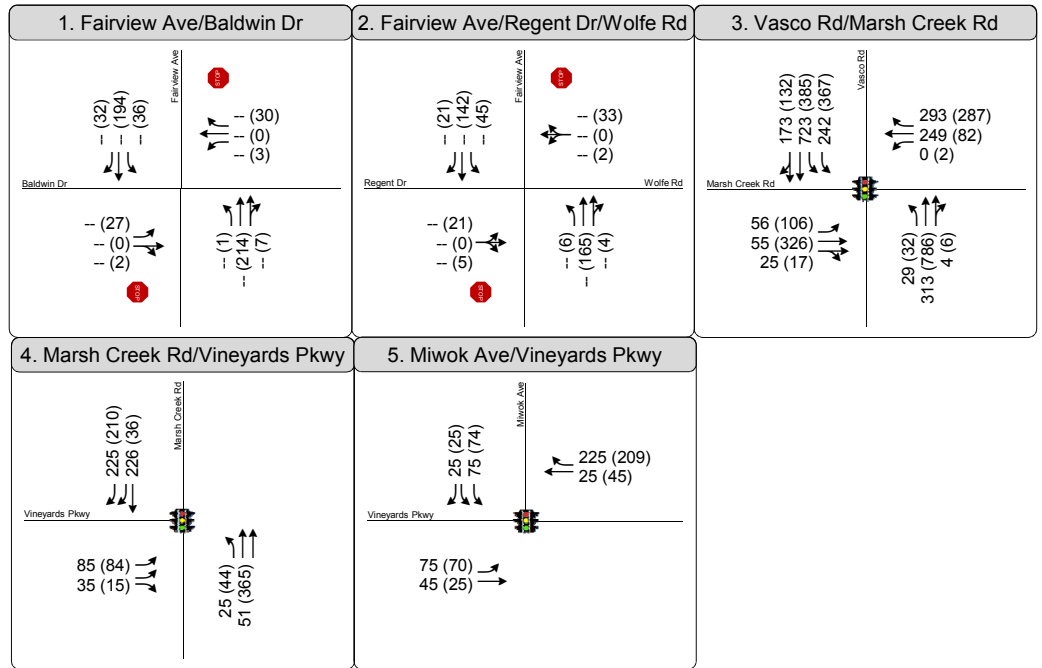 1. Fairview Ave/Baldwin Dr
Fairview Ave
STOP
-- (32)
-- (194)
-- (36)
-- (30)
-- (0)
-- (3)
Baldwin Dr
-- (27)
-- (0)
-- (2)
STOP
-- (1)
-- (214)
-- (7)
2. Fairview Ave/Regent Dr/Wolfe Rd
Fairview Ave
STOP
-- (21)
-- (142)
-- (45)
-- (33)
-- (0)
-- (2)
Regent Dr
Wolfe Rd
-- (21)
-- (0)
-- (5)
STOP
-- (6)
-- (165)
-- (4)
3. Vasco Rd/Marsh Creek Rd
Vasco Rd
173 (132)
723 (385)
242 (367)
293 (287)
249 (82)
0 (2)
Marsh Creek Rd
56 (106)
55 (326)
25 (17)
29 (32)
313 (786)
4 (6)
4. Marsh Creek Rd/Vineyards Pkwy
Marsh Creek Rd
225 (210)
226 (36)
Vineyards Pkwy
85 (84)
35 (15)
25 (44)
51 (365)
5. Miwok Ave/Vineyards Pkwy
Miwok Ave
25 (25)
75 (74)
225 (209)
25 (45)
Vineyards Pkwy
75 (70)
45 (25)